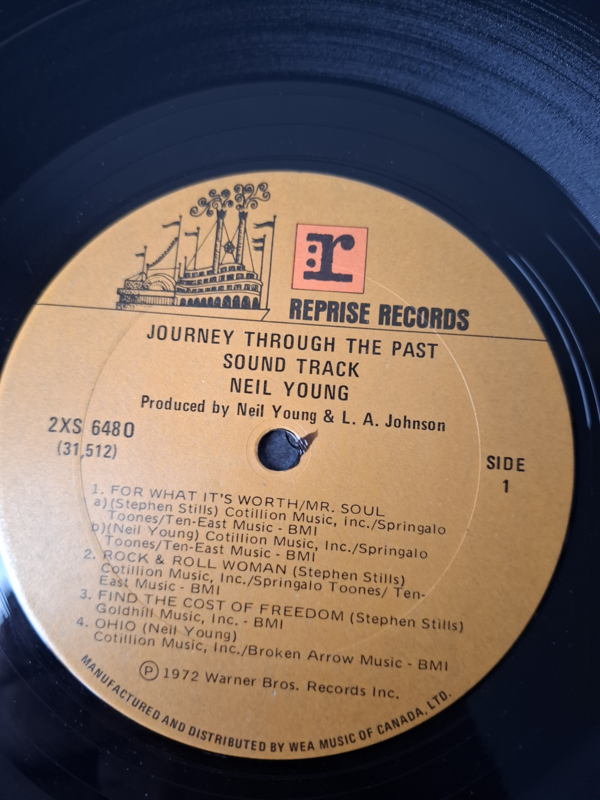 :r
REPRISE RECORDS
JOURNEY THROUGH THE PAST
SOUND TRACK
NEIL YOUNG
Produced by Neil Young & L. A. Johnson
2XS 6480
(31,512)
SIDE
1
1. FOR WHAT IT'S WORTH/MR. SOUL
a)(Stephen Stills) Cotillion Music, Inc./Springalo
Toones/Ten-East Music - BMI
b)(Neil Young) Cotillion Music, Inc./Springalo
Toones/Ten-East Music - BMI
2. ROCK & ROLL WOMAN (Stephen Stills)
Cotillion Music, Inc./Springalo Toones/ Ten-
East Music - BMI
3. FIND THE COST OF FREEDOM (Stephen Stills)
Goldhill Music, Inc. - BMI
4. OHIO (Neil Young)
Cotillion Music, Inc./Broken Arrow Music - BMI
℗ 1972 Warner Bros. Records Inc.
MANUFACTURED AND DISTRIBUTED BY WEA MUSIC OF CANADA, LTD.